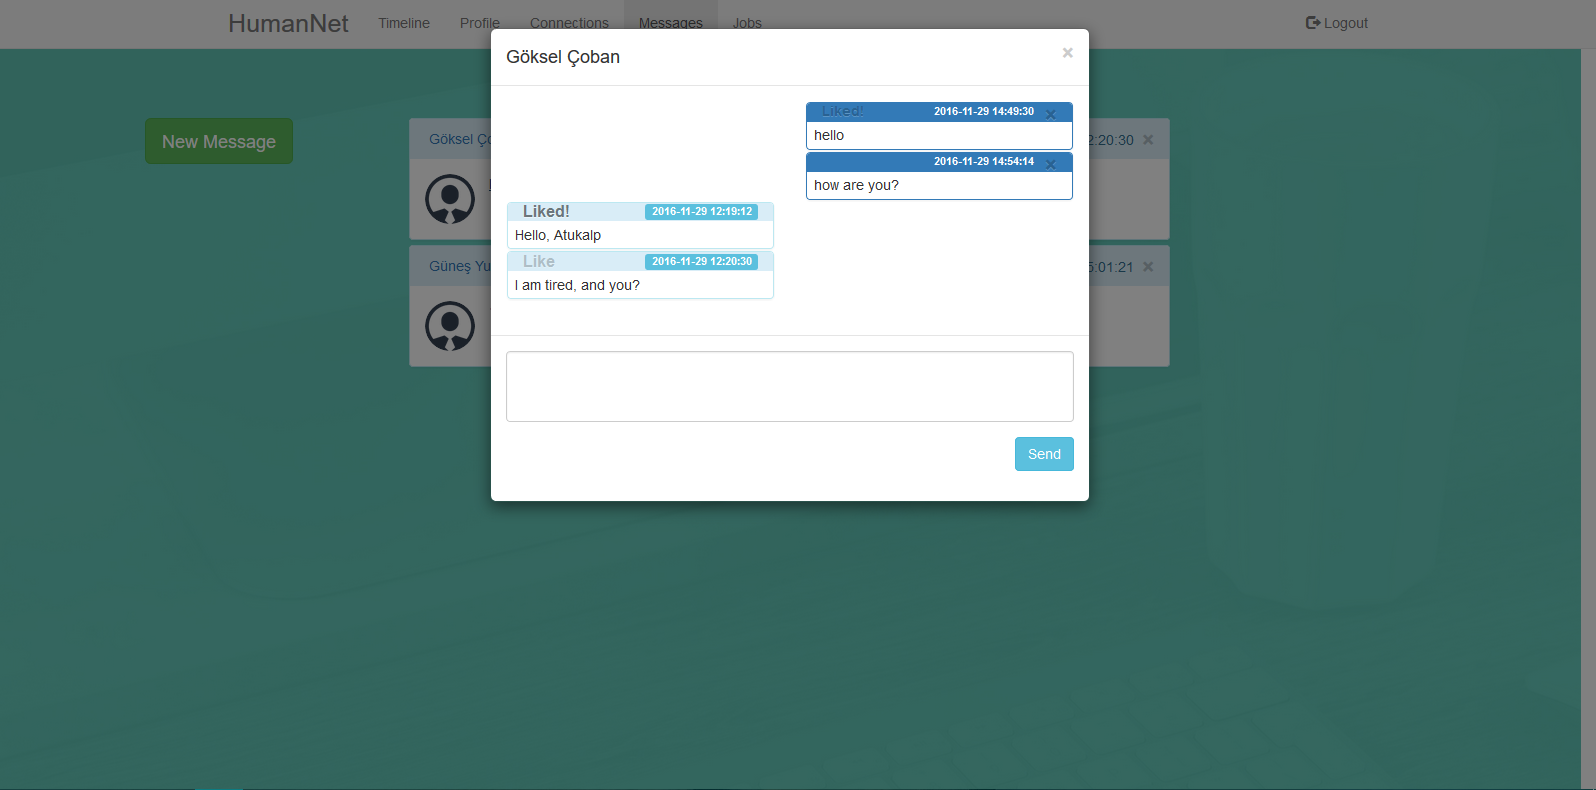 HumanNet Timeline Profile Connections Messages Jobs Logout
Göksel Çoban ×
New Message
Göksel Ço
2:20:30 ×
Güneş Yu
5:01:21 ×
Liked! 2016-11-29 14:49:30 ×
hello
2016-11-29 14:54:14 ×
how are you?
Liked! 2016-11-29 12:19:12
Hello, Atukalp
Like 2016-11-29 12:20:30
I am tired, and you?
Send